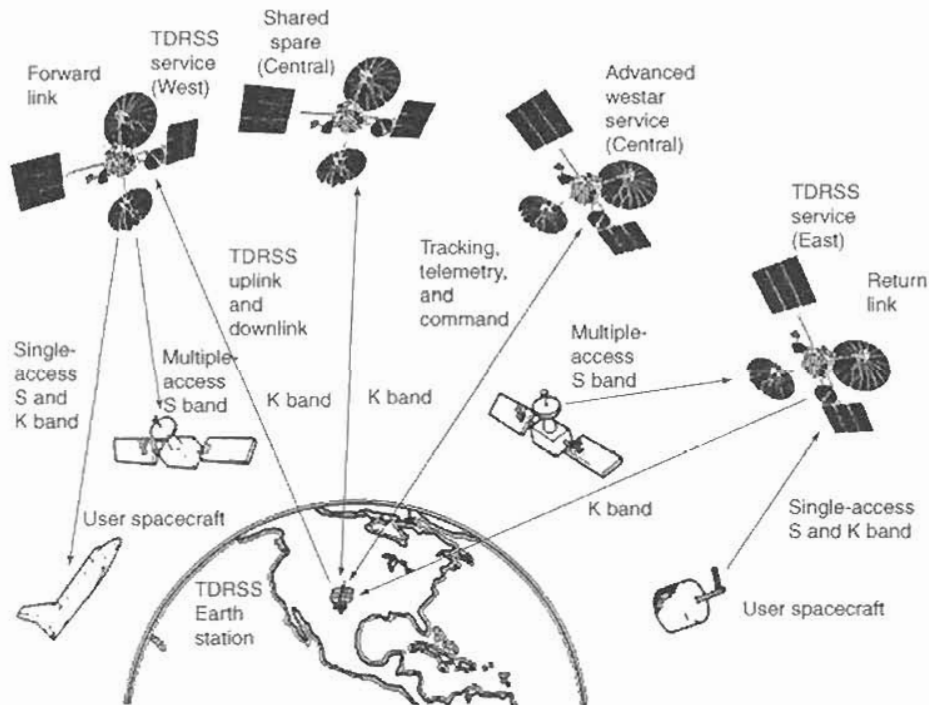 Forward
link
TDRSS
service
(West)
Shared
spare
(Central)
Advanced
westar
service
(Central)
TDRSS
service
(East)
Return
link
TDRSS
uplink
and
downlink
Tracking,
telemetry,
and
command
Single-
access
S and
K band
Multiple-
access
S band
K band
K band
Multiple-
access
S band
User spacecraft
K band
Single-access
S and K band
TDRSS
Earth
station
User spacecraft